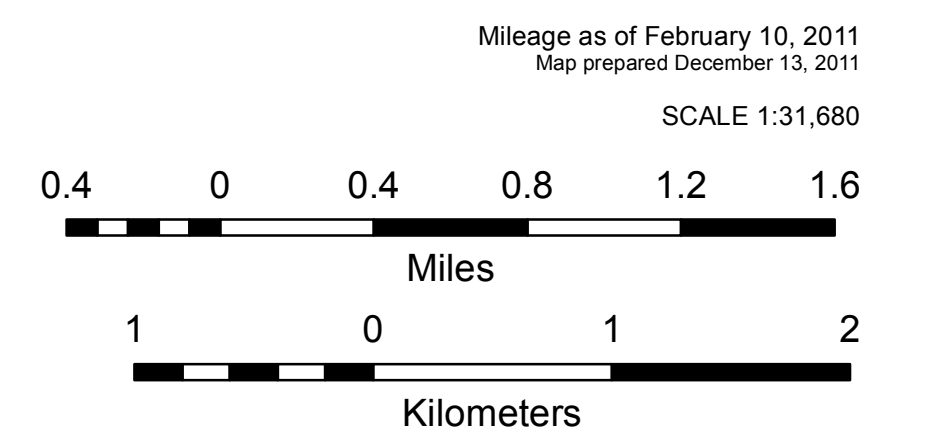 Mileage as of February 10, 2011
Map prepared December 13, 2011
SCALE 1:31,680
0.4 0 0.4 0.8 1.2 1.6
Miles
1 0 1 2
Kilometers